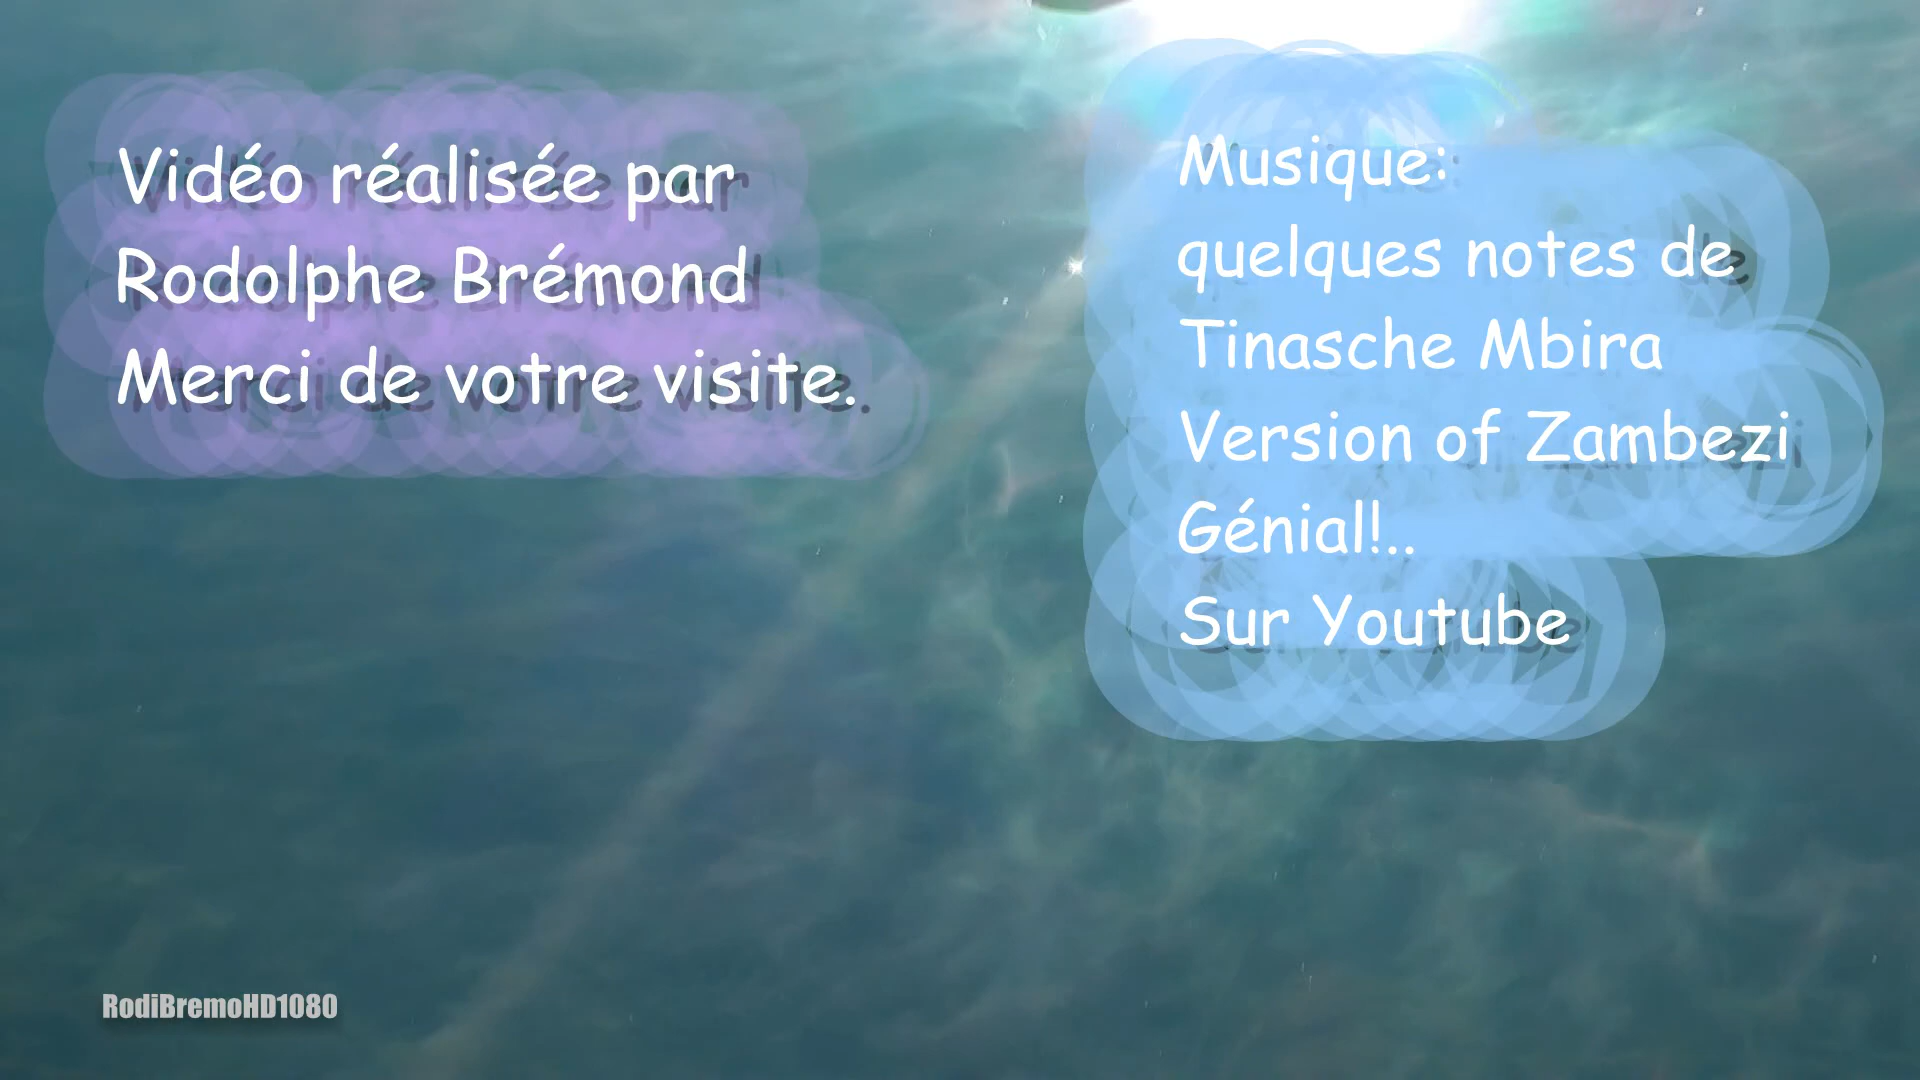 Vidéo réalisée par
Rodolphe Brémond
Merci de votre visite.
Musique:
quelques notes de
Tinasche Mbira
Version of Zambezi
Génial!..
Sur Youtube
RodiBremoHD1080